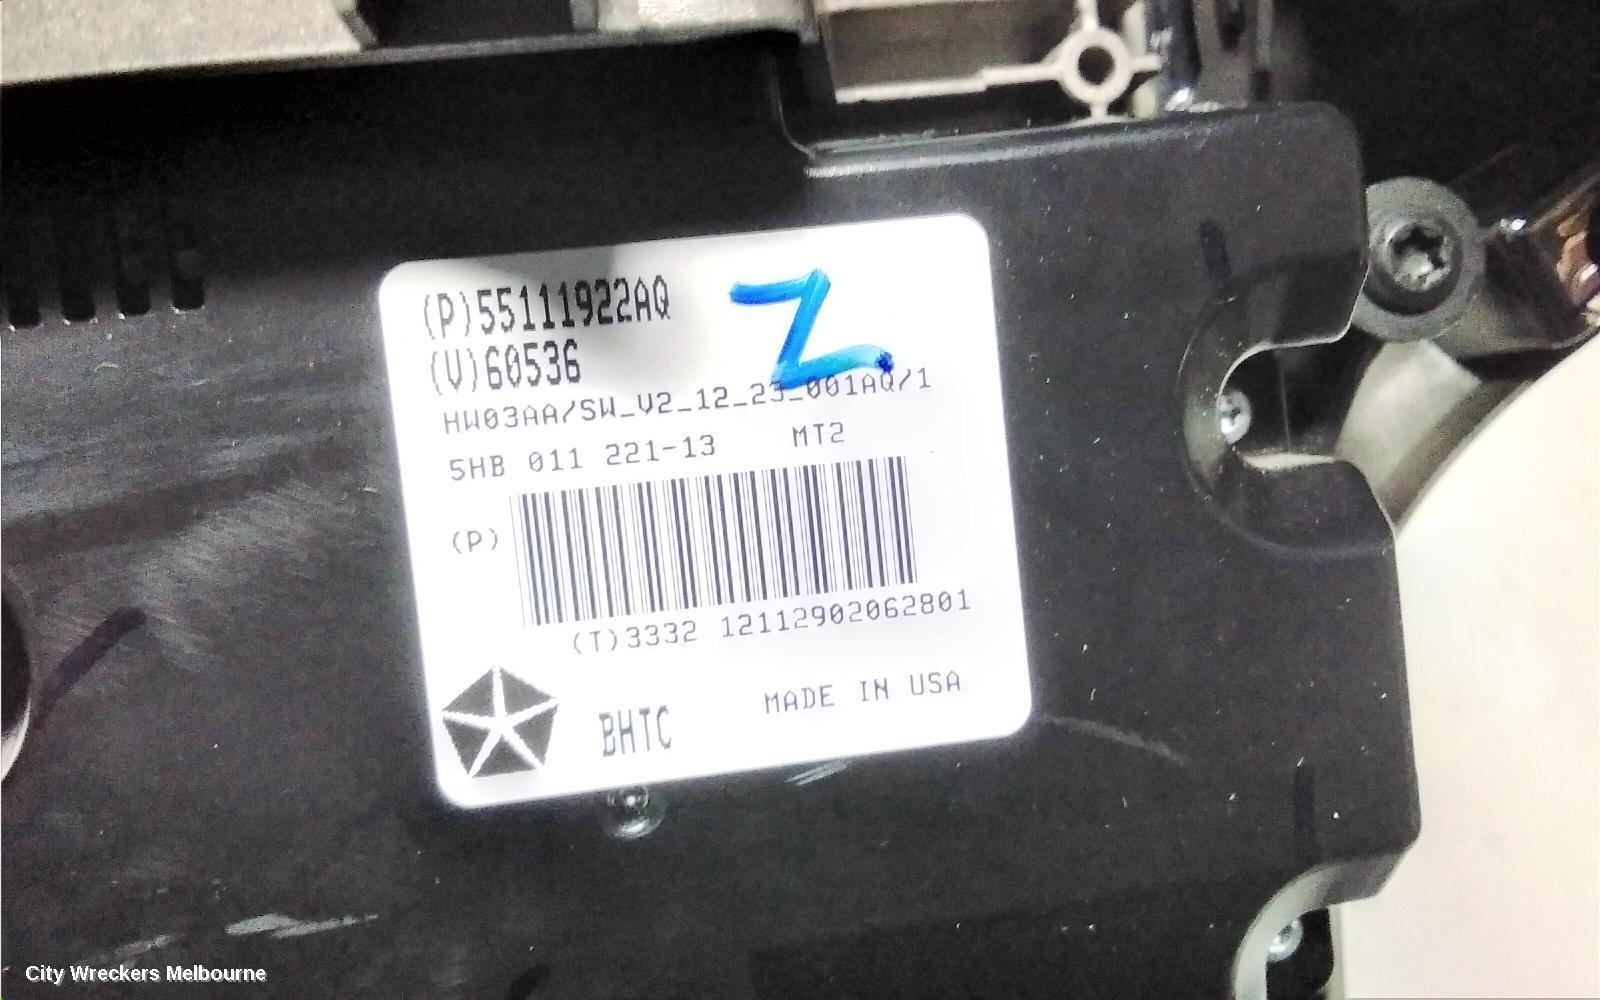 (P)55111922AQ
Z
(V)60536
HW03AA/SW_V2_12_23_001AQ/1
5HB 011 221-13 MT2
(P)
(T)3332 12112902062801
BHTC MADE IN USA
City Wreckers Melbourne